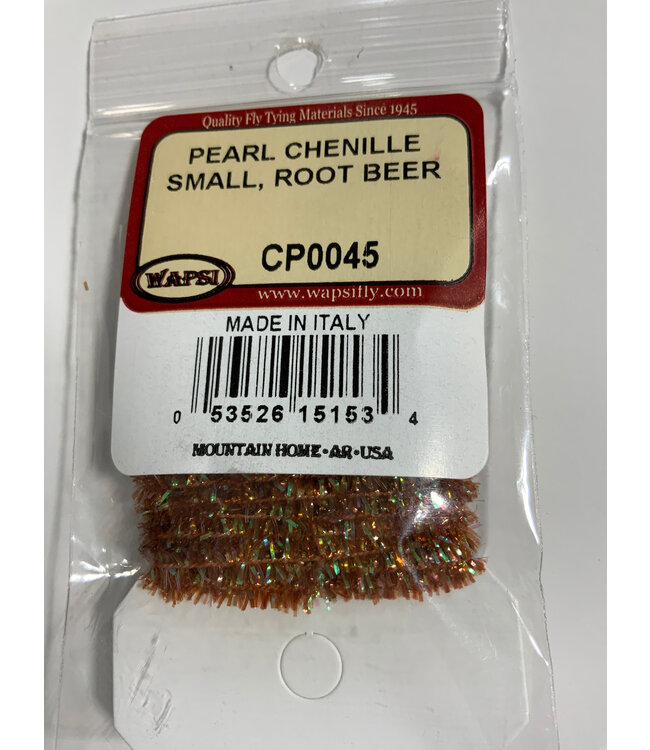 Quality Fly Tying Materials Since 1945
PEARL CHENILLE
SMALL, ROOT BEER
CP0045
WAPSI
www.wapsifly.com
MADE IN ITALY
0 53526 15153 4
MOUNTAIN HOME•AR•USA